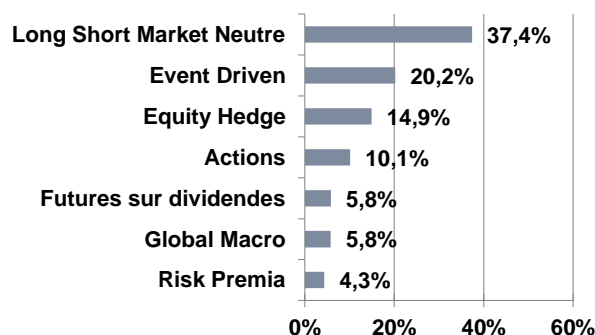 Long Short Market Neutre 37,4%
Event Driven 20,2%
Equity Hedge 14,9%
Actions 10,1%
Futures sur dividendes 5,8%
Global Macro 5,8%
Risk Premia 4,3%
0% 20% 40% 60%